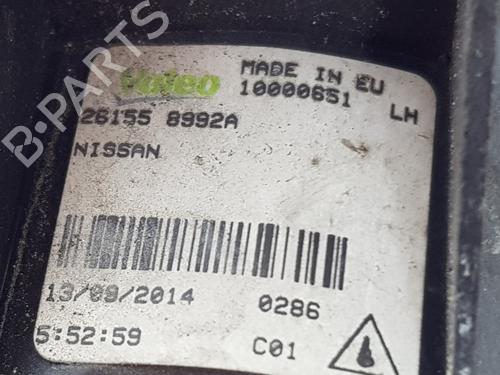 B-PARTS
Valeo
MADE IN EU
10000651
LH
26155 8992A
NISSAN
13/09/2014
0286
5:52:59
C01